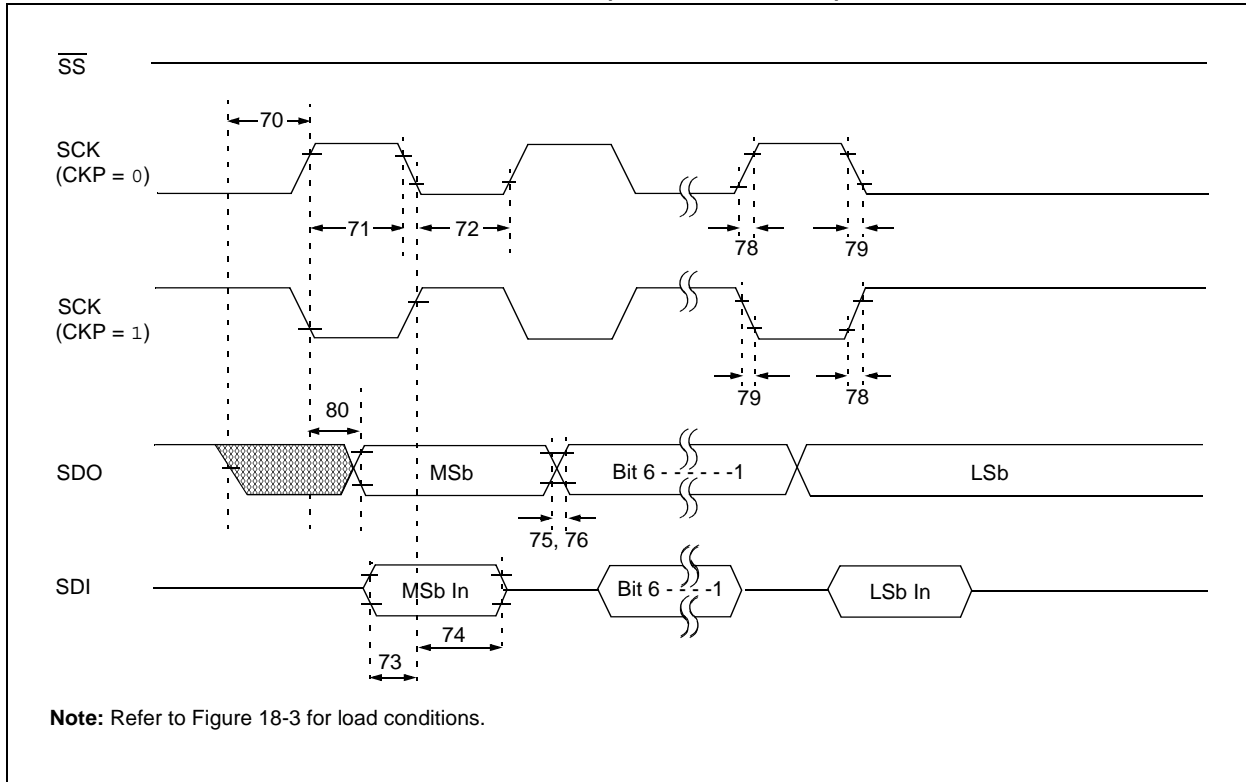 SS
70
SCK
(CKP = 0)
71
72
78
79
SCK
(CKP = 1)
79
78
80
SDO
MSb
Bit 6 - - - - - -1
LSb
75, 76
SDI
MSb In
Bit 6 - - - -1
LSb In
74
73
Note: Refer to Figure 18-3 for load conditions.